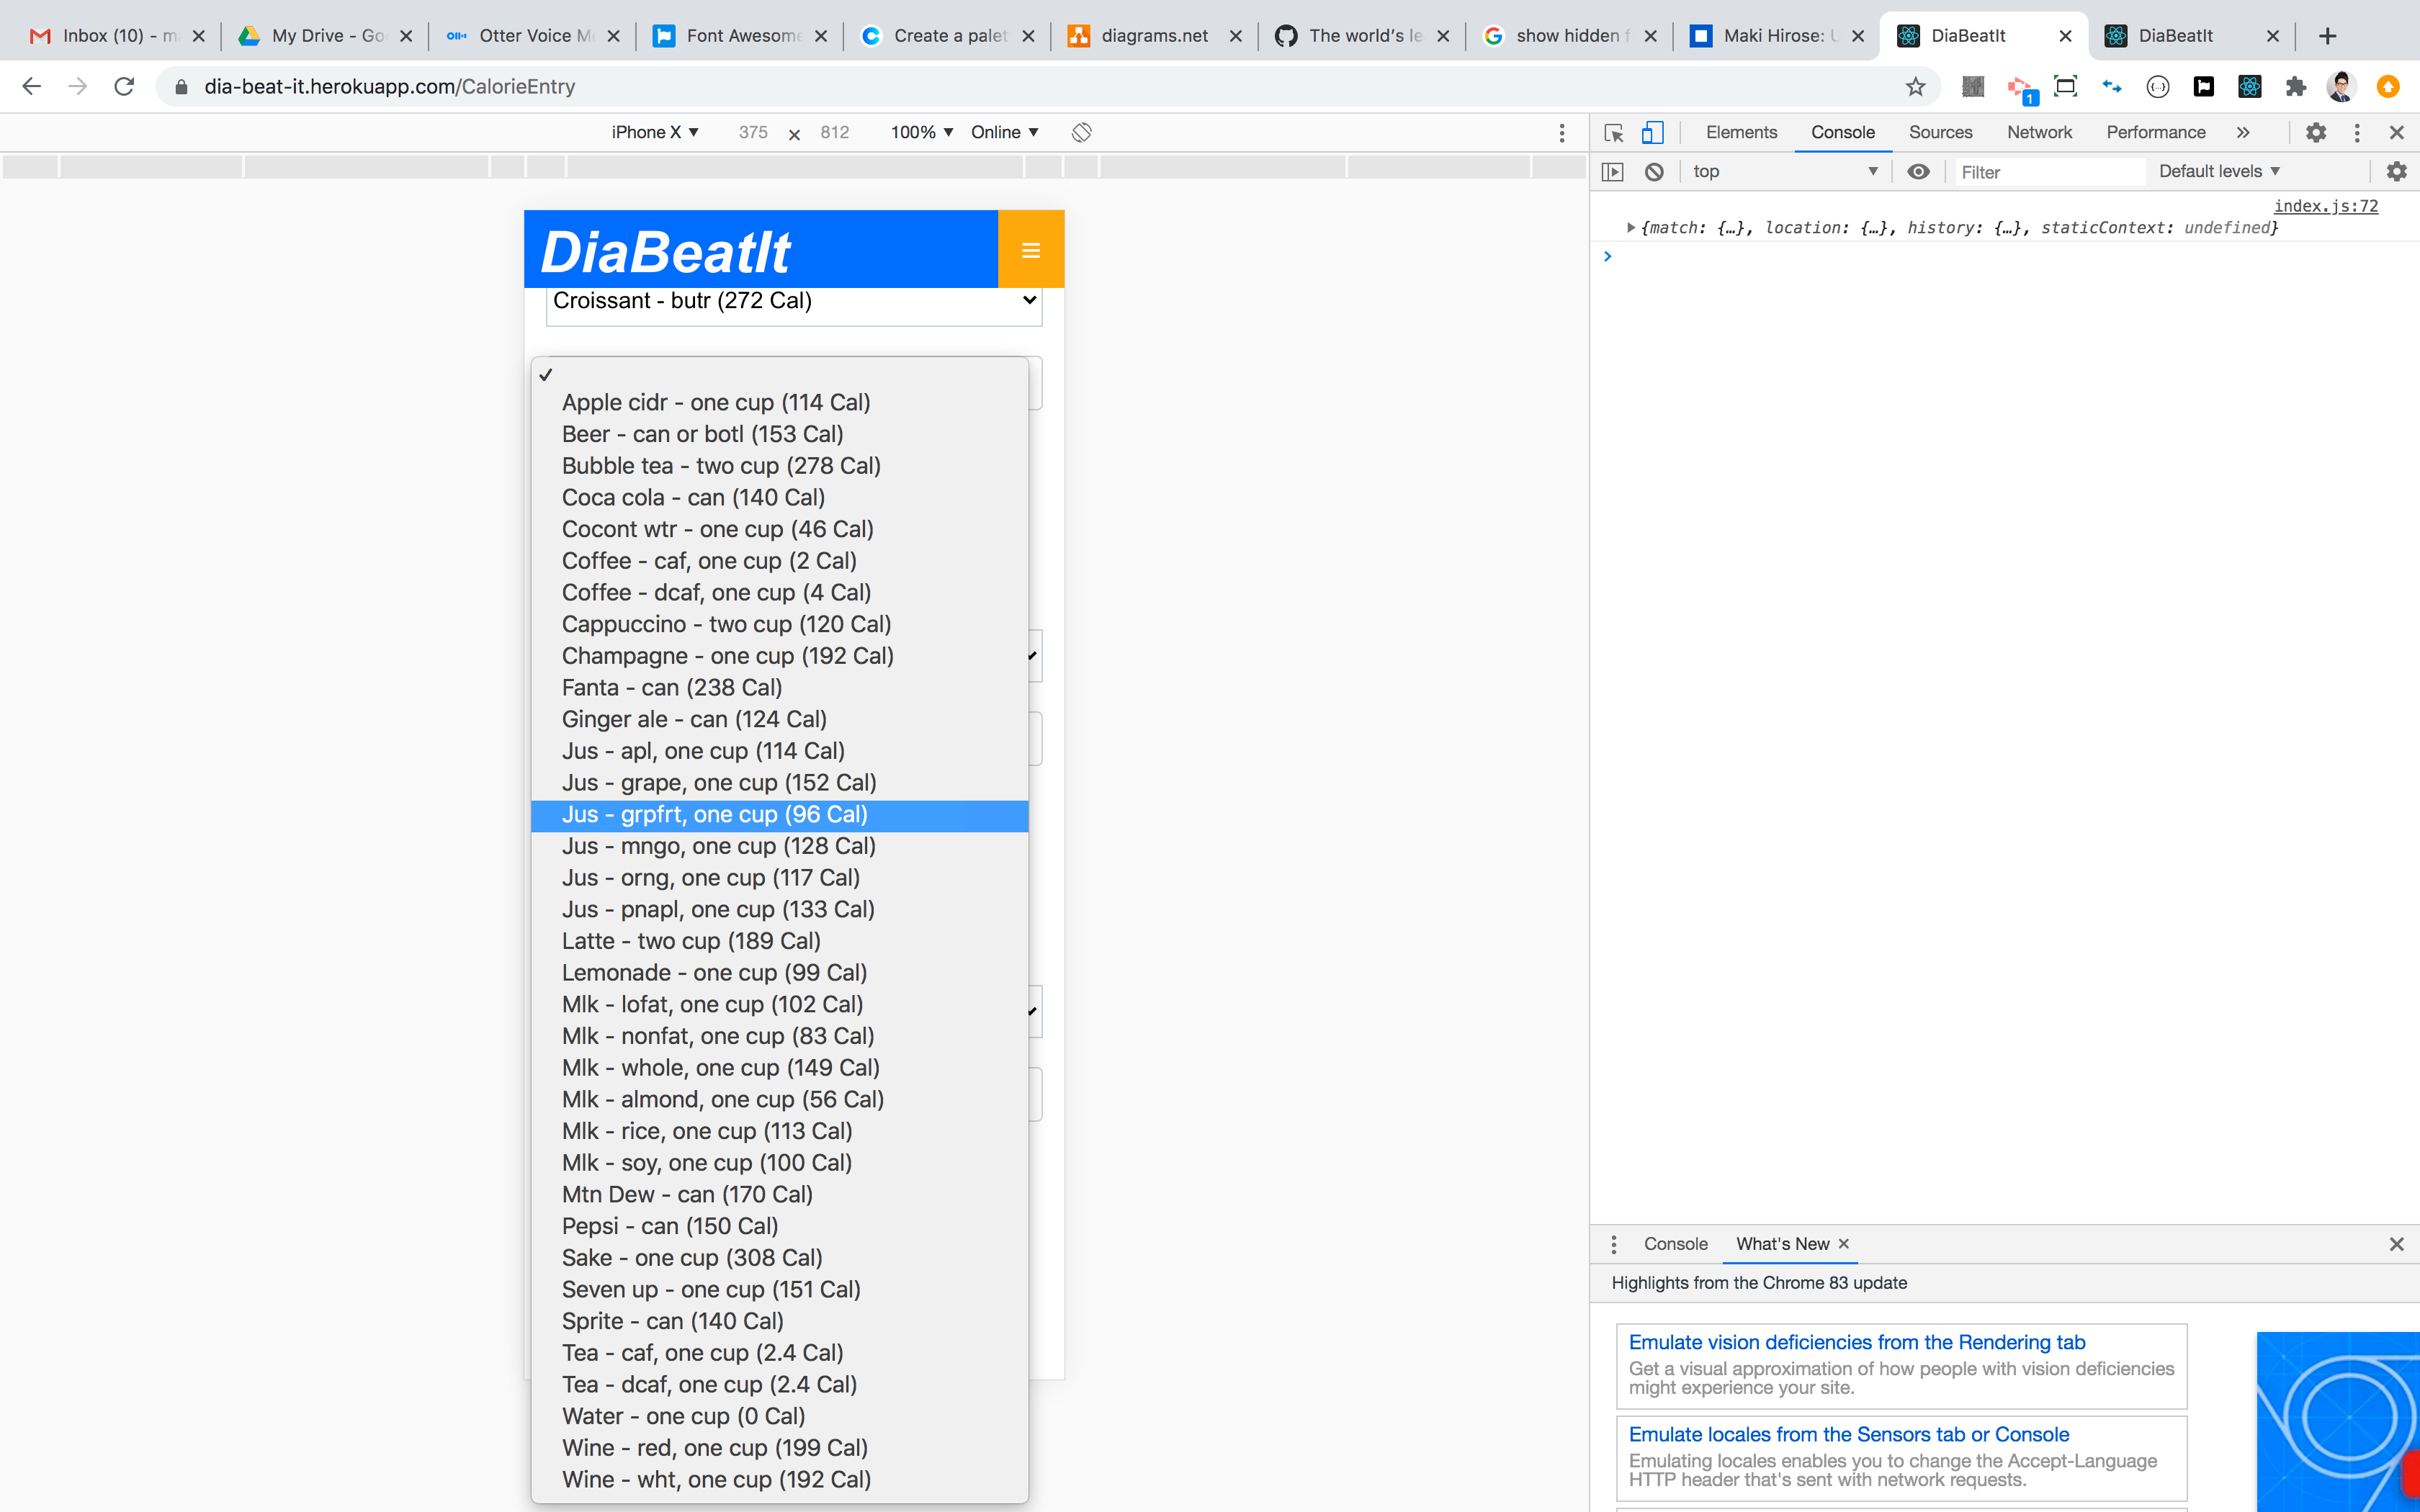 Inbox (10) - m
My Drive - Go
Otter Voice M
Font Awesome
Create a palet
diagrams.net
The world's le
show hidden f
Maki Hirose: U
DiaBeatIt
DiaBeatIt
dia-beat-it.herokuapp.com/CalorieEntry
1
iPhone X ▼ 375 × 812 100% ▼ Online ▼
Elements Console Sources Network Performance »
top ▼ Filter Default levels ▼
index.js:72
▶{match: {…}, location: {…}, history: {…}, staticContext: undefined}
>
DiaBeatIt
Croissant - butr (272 Cal)
✓
Apple cidr - one cup (114 Cal)
Beer - can or botl (153 Cal)
Bubble tea - two cup (278 Cal)
Coca cola - can (140 Cal)
Cocont wtr - one cup (46 Cal)
Coffee - caf, one cup (2 Cal)
Coffee - dcaf, one cup (4 Cal)
Cappuccino - two cup (120 Cal)
Champagne - one cup (192 Cal)
Fanta - can (238 Cal)
Ginger ale - can (124 Cal)
Jus - apl, one cup (114 Cal)
Jus - grape, one cup (152 Cal)
Jus - grpfrt, one cup (96 Cal)
Jus - mngo, one cup (128 Cal)
Jus - orng, one cup (117 Cal)
Jus - pnapl, one cup (133 Cal)
Latte - two cup (189 Cal)
Lemonade - one cup (99 Cal)
Mlk - lofat, one cup (102 Cal)
Mlk - nonfat, one cup (83 Cal)
Mlk - whole, one cup (149 Cal)
Mlk - almond, one cup (56 Cal)
Mlk - rice, one cup (113 Cal)
Mlk - soy, one cup (100 Cal)
Mtn Dew - can (170 Cal)
Pepsi - can (150 Cal)
Sake - one cup (308 Cal)
Seven up - one cup (151 Cal)
Sprite - can (140 Cal)
Tea - caf, one cup (2.4 Cal)
Tea - dcaf, one cup (2.4 Cal)
Water - one cup (0 Cal)
Wine - red, one cup (199 Cal)
Wine - wht, one cup (192 Cal)
Console What's New
Highlights from the Chrome 83 update
Emulate vision deficiencies from the Rendering tab
Get a visual approximation of how people with vision deficiencies
might experience your site.
Emulate locales from the Sensors tab or Console
Emulating locales enables you to change the Accept-Language
HTTP header that's sent with network requests.